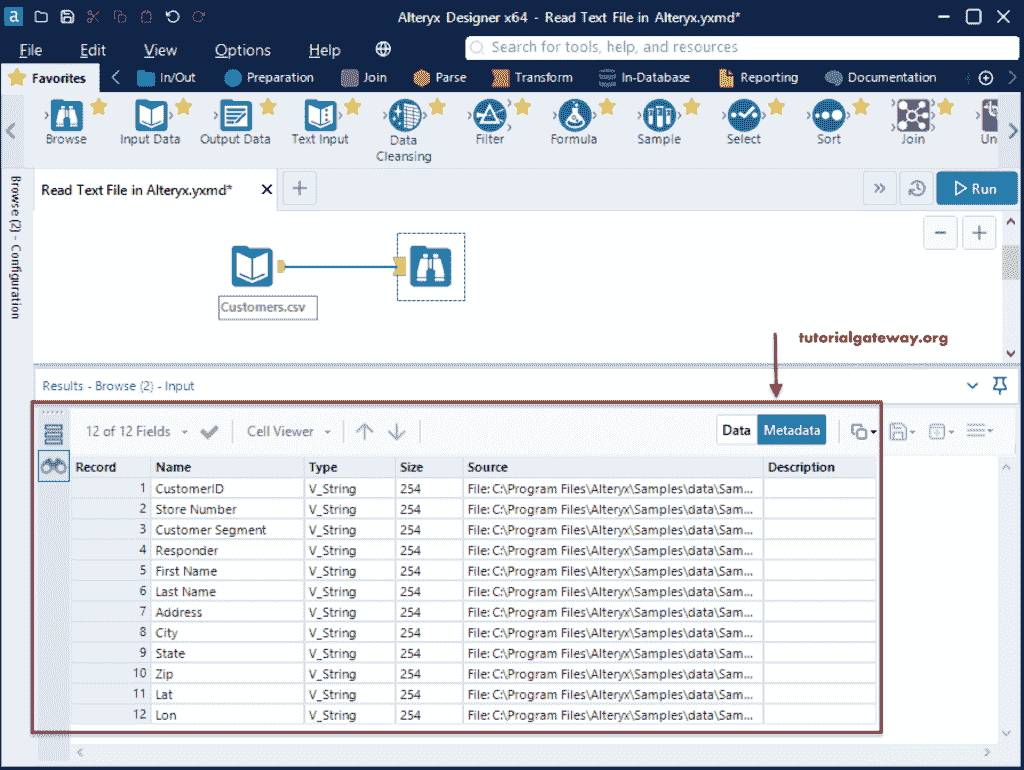 a Alteryx Designer x64 - Read Text File in Alteryx.yxmd*
File Edit View Options Help Search for tools, help, and resources
Favorites In/Out Preparation Join Parse Transform In-Database Reporting Documentation
Browse Input Data Output Data Text Input Data Cleansing Filter Formula Sample Select Sort Join Un
Read Text File in Alteryx.yxmd* Run
Browse (2) - Configuration
Customers.csv
tutorialgateway.org
Results - Browse (2) - Input
12 of 12 Fields Cell Viewer Data Metadata
Record Name Type Size Source Description
1 CustomerID V_String 254 File: C:\Program Files\Alteryx\Samples\data\Sam...
2 Store Number V_String 254 File: C:\Program Files\Alteryx\Samples\data\Sam...
3 Customer Segment V_String 254 File: C:\Program Files\Alteryx\Samples\data\Sam...
4 Responder V_String 254 File: C:\Program Files\Alteryx\Samples\data\Sam...
5 First Name V_String 254 File: C:\Program Files\Alteryx\Samples\data\Sam...
6 Last Name V_String 254 File: C:\Program Files\Alteryx\Samples\data\Sam...
7 Address V_String 254 File: C:\Program Files\Alteryx\Samples\data\Sam...
8 City V_String 254 File: C:\Program Files\Alteryx\Samples\data\Sam...
9 State V_String 254 File: C:\Program Files\Alteryx\Samples\data\Sam...
10 Zip V_String 254 File: C:\Program Files\Alteryx\Samples\data\Sam...
11 Lat V_String 254 File: C:\Program Files\Alteryx\Samples\data\Sam...
12 Lon V_String 254 File: C:\Program Files\Alteryx\Samples\data\Sam...